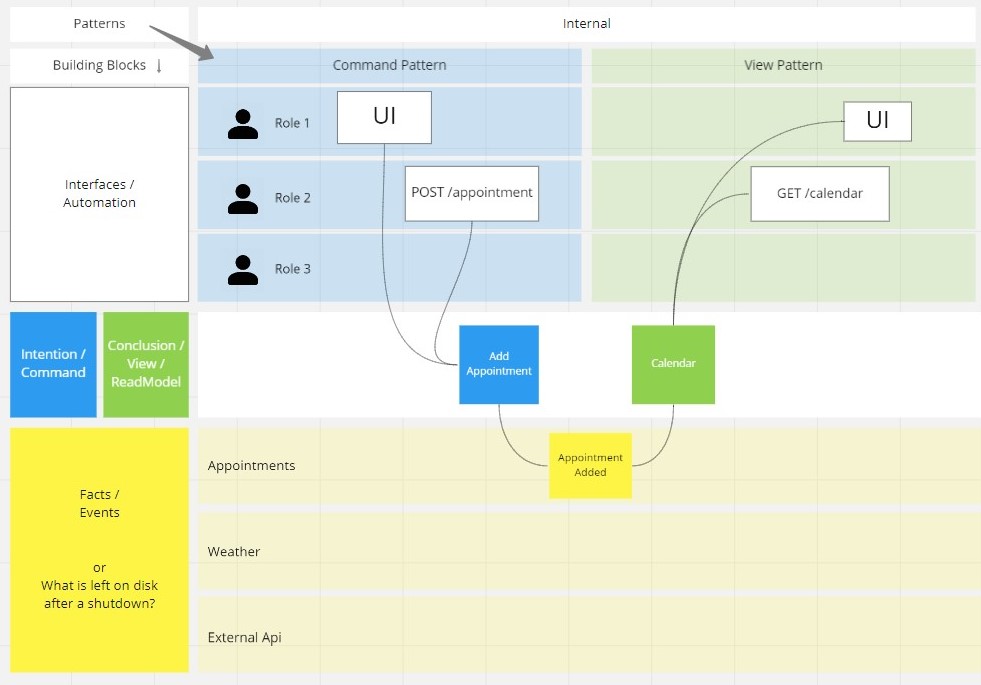 Patterns
Internal
Building Blocks ↓
Command Pattern
View Pattern
Interfaces /
Automation
Role 1
UI
UI
Role 2
POST /appointment
GET /calendar
Role 3
Intention /
Command
Conclusion /
View /
ReadModel
Add
Appointment
Calendar
Facts /
Events
or
What is left on disk
after a shutdown?
Appointments
Appointment
Added
Weather
External Api